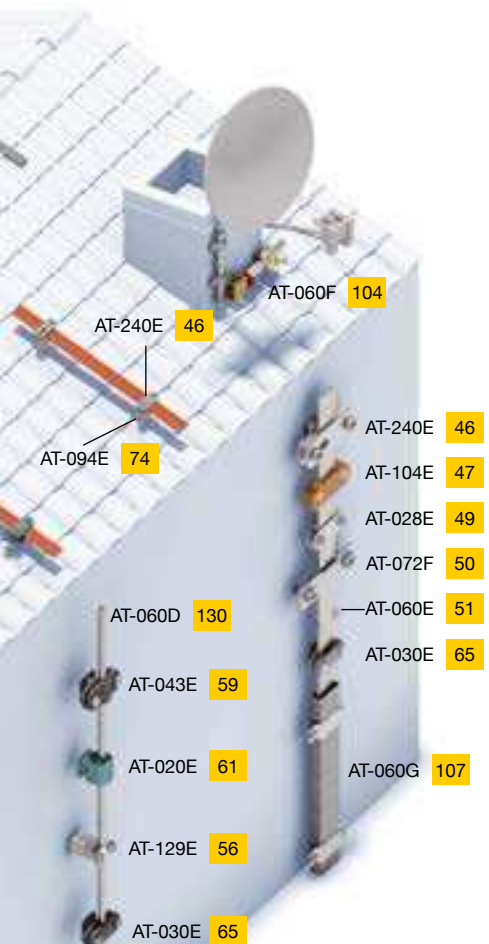 AT-060F 104
AT-240E 46
AT-094E 74
AT-240E 46
AT-104E 47
AT-028E 49
AT-072F 50
AT-060E 51
AT-030E 65
AT-060G 107
AT-060D 130
AT-043E 59
AT-020E 61
AT-129E 56
AT-030E 65